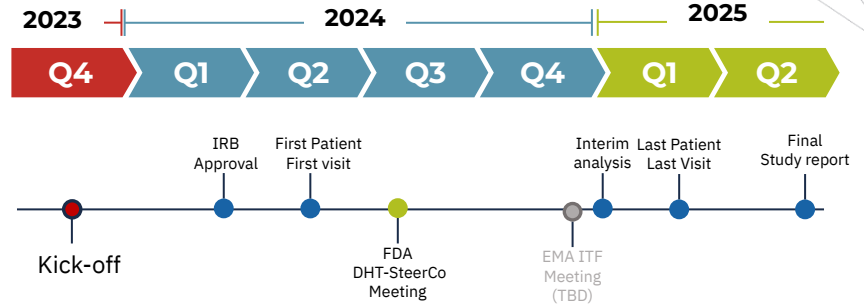 2023
2024
2025
Q4
Q1
Q2
Q3
Q4
Q1
Q2
IRB
Approval
First Patient
First visit
Interim
analysis
Last Patient
Last Visit
Final
Study report
Kick-off
FDA
DHT-SteerCo
Meeting
EMA ITF
Meeting
(TBD)